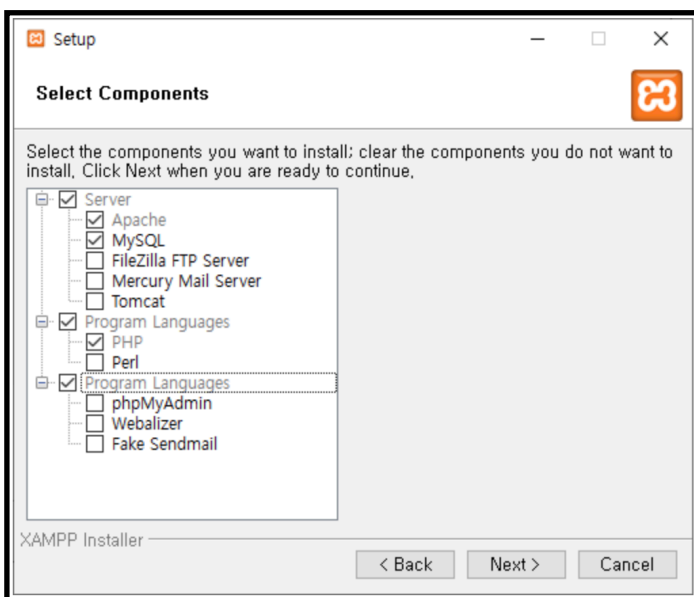 Setup
Select Components
Select the components you want to install; clear the components you do not want to
install, Click Next when you are ready to continue,
Server
Apache
MySQL
FileZilla FTP Server
Mercury Mail Server
Tomcat
Program Languages
PHP
Perl
Program Languages
phpMyAdmin
Webalizer
Fake Sendmail
XAMPP Installer
< Back
Next >
Cancel